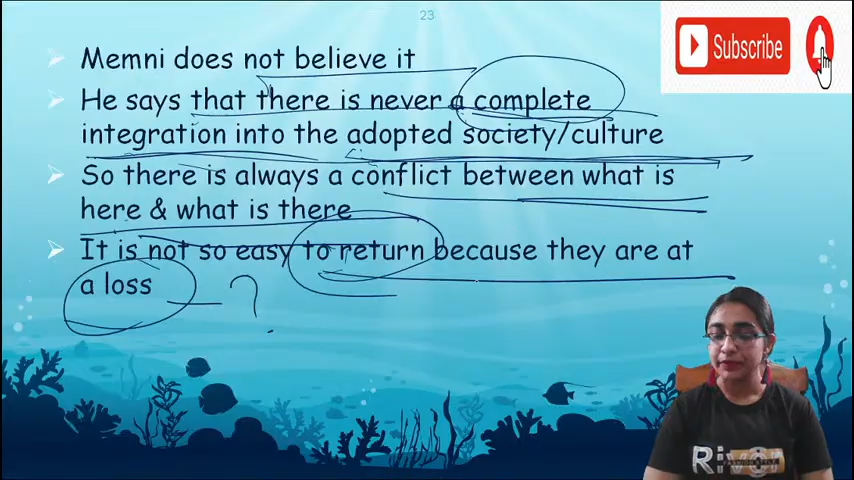 23
Subscribe
Memni does not believe it
He says that there is never a complete
integration into the adopted society/culture
So there is always a conflict between what is
here & what is there
It is not so easy to return because they are at
a loss — ?